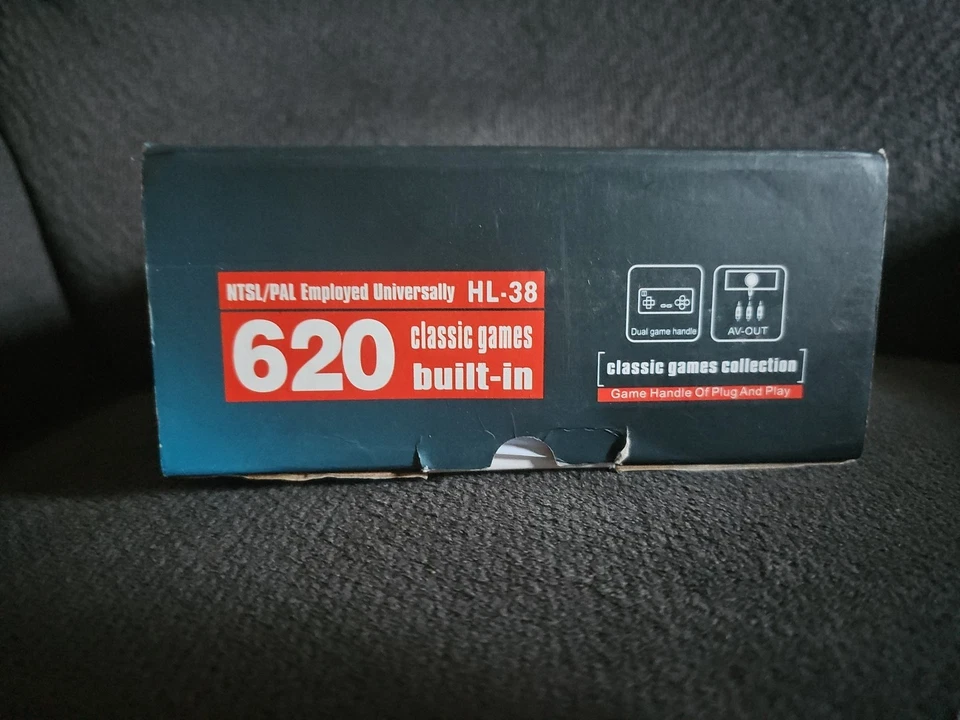 NTSL/PAL Employed Universally HL-38
620 classic games
built-in
Dual game handle
AV-OUT
[classic games collection]
Game Handle Of Plug And Play